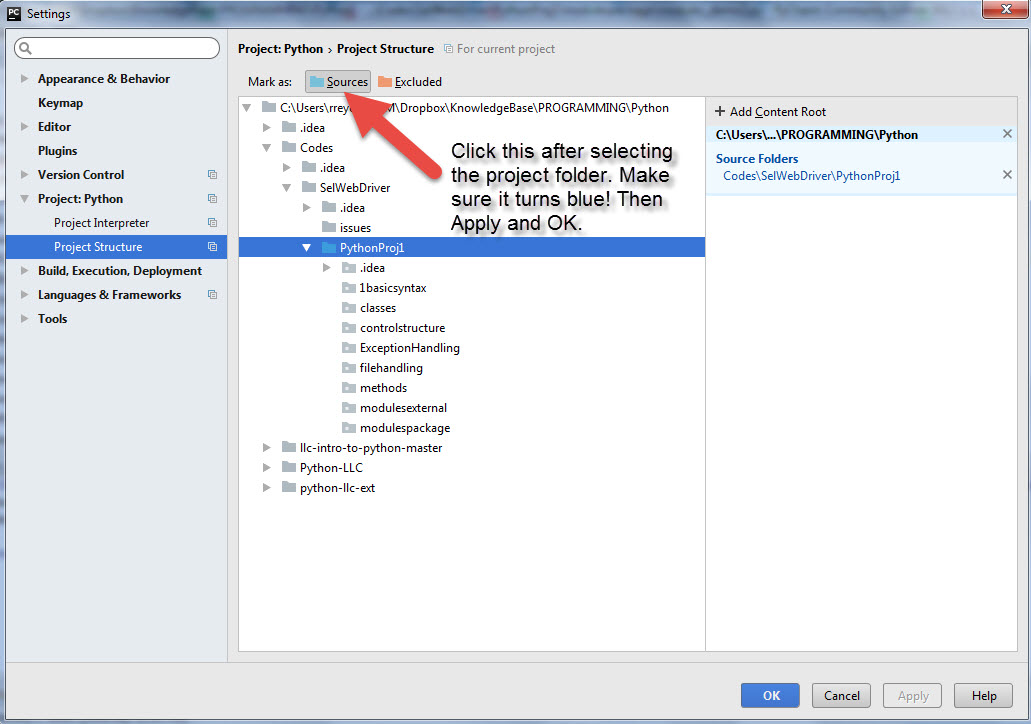 PC Settings
Project: Python › Project Structure For current project
Mark as: Sources Excluded
Appearance & Behavior
Keymap
Editor
Plugins
Version Control
Project: Python
Project Interpreter
Project Structure
Build, Execution, Deployment
Languages & Frameworks
Tools
M\Dropbox\KnowledgeBase\PROGRAMMING\Python
.idea
Codes
.idea
SelWebDriver
.idea
issues
PythonProj1
.idea
1basicsyntax
classes
controlstructure
ExceptionHandling
filehandling
methods
modulesexternal
modulespackage
llc-intro-to-python-master
Python-LLC
python-llc-ext
Click this after selecting
the project folder. Make
sure it turns blue! Then
Apply and OK.
Add Content Root
C:\Users\...\PROGRAMMING\Python
Source Folders
Codes\SelWebDriver\PythonProj1
OK Cancel Apply Help